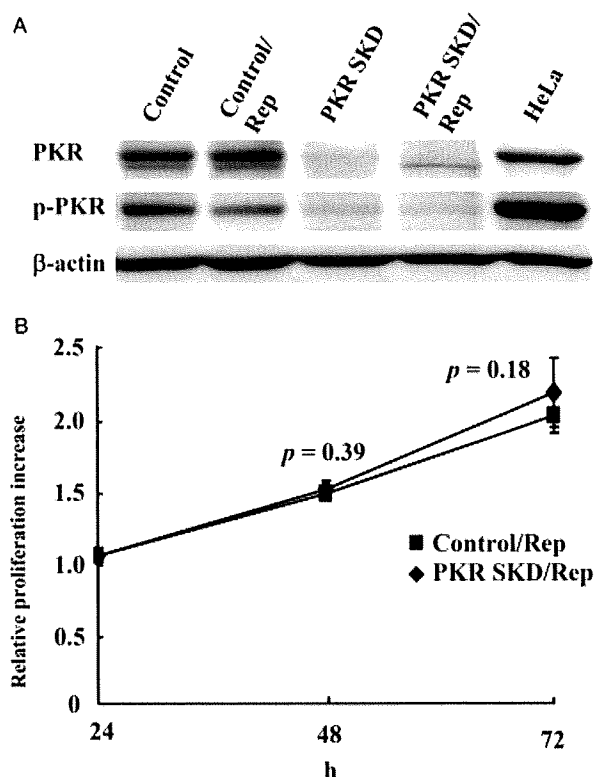 A
Control
Control/
Rep
PKR SKD
PKR SKD/
Rep
HeLa
PKR
p-PKR
β-actin
B
Relative proliferation increase
2.5
2.0
1.5
1.0
0.5
0
p = 0.39
p = 0.18
Control/Rep
PKR SKD/Rep
24
48
72
h